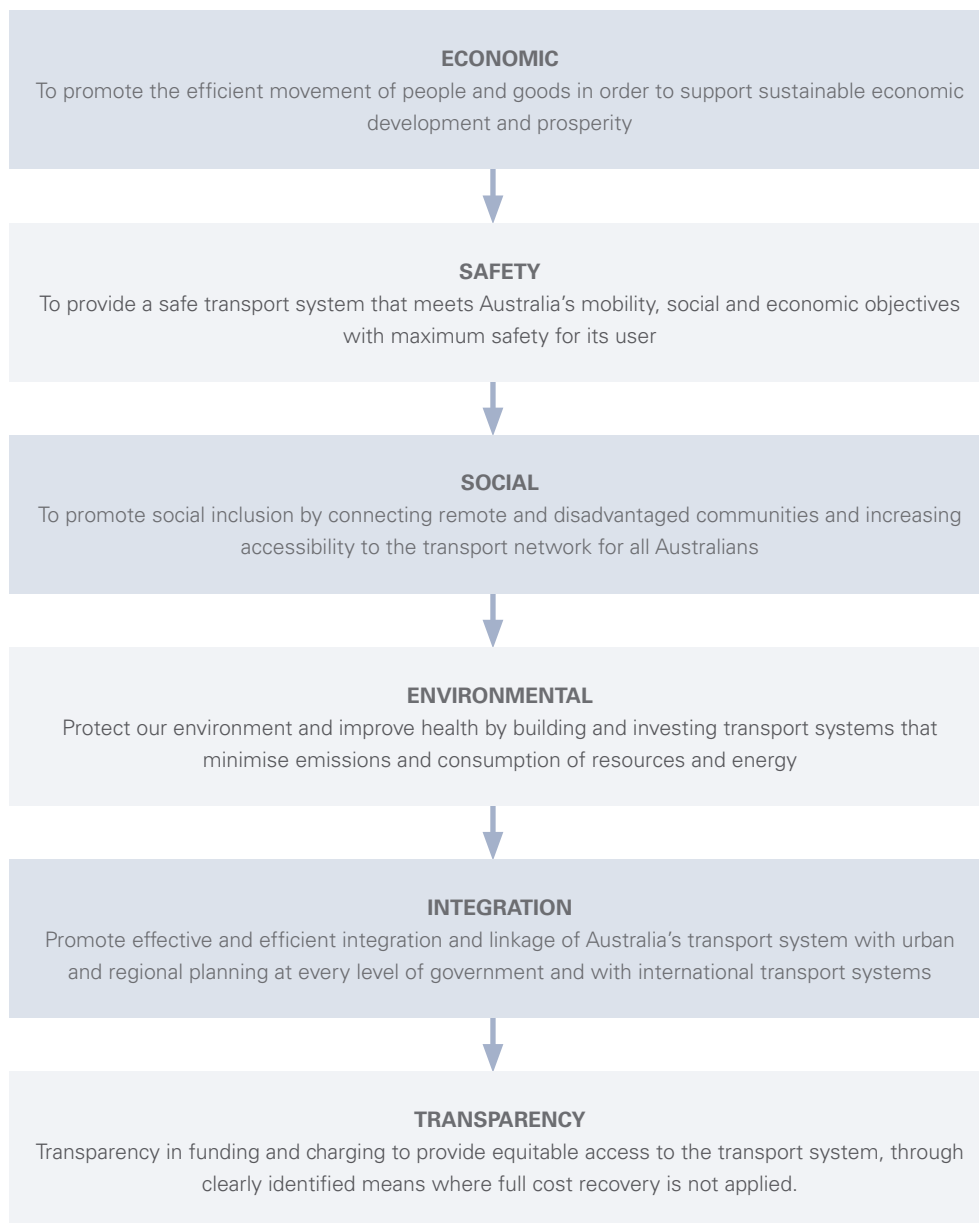 ECONOMIC
To promote the efficient movement of people and goods in order to support sustainable economic
development and prosperity
SAFETY
To provide a safe transport system that meets Australia’s mobility, social and economic objectives
with maximum safety for its user
SOCIAL
To promote social inclusion by connecting remote and disadvantaged communities and increasing
accessibility to the transport network for all Australians
ENVIRONMENTAL
Protect our environment and improve health by building and investing transport systems that
minimise emissions and consumption of resources and energy
INTEGRATION
Promote effective and efficient integration and linkage of Australia’s transport system with urban
and regional planning at every level of government and with international transport systems
TRANSPARENCY
Transparency in funding and charging to provide equitable access to the transport system, through
clearly identified means where full cost recovery is not applied.